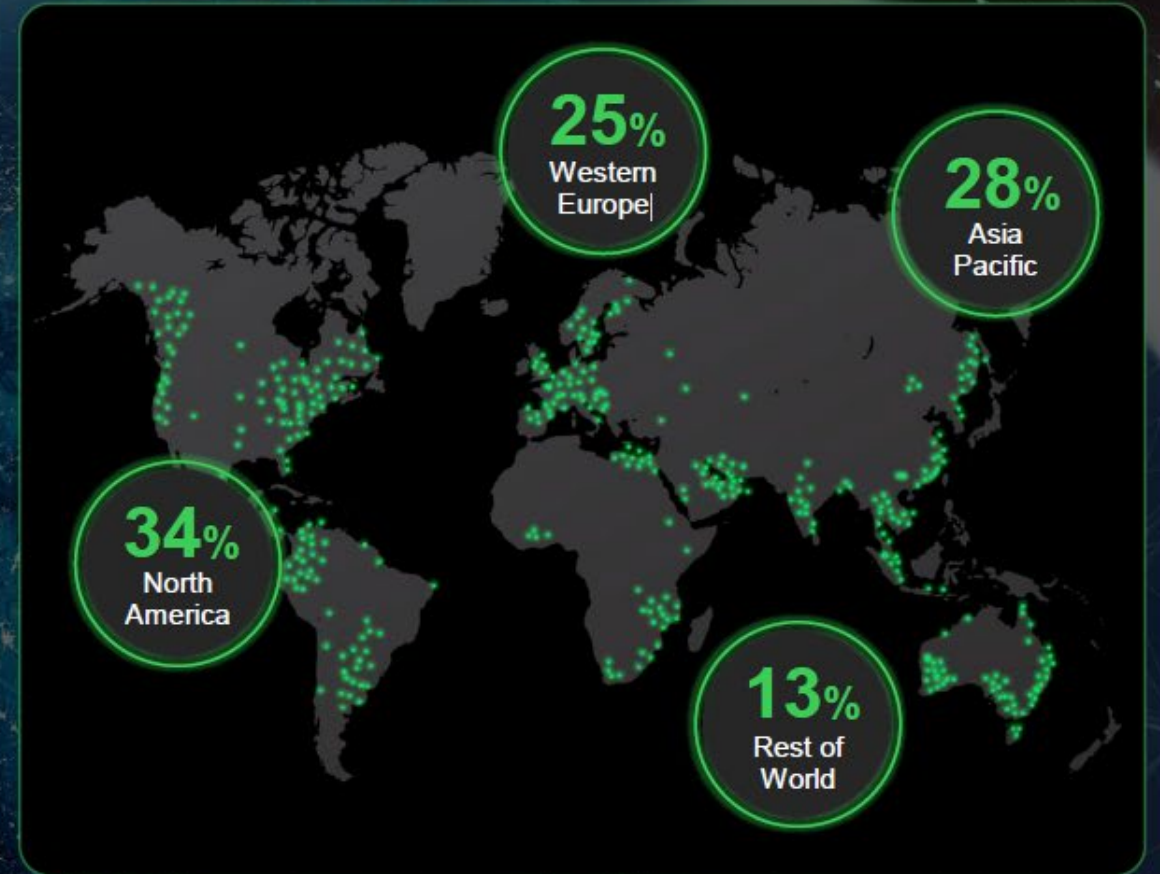 25%
Western
Europe
28%
Asia
Pacific
34%
North
America
13%
Rest of
World